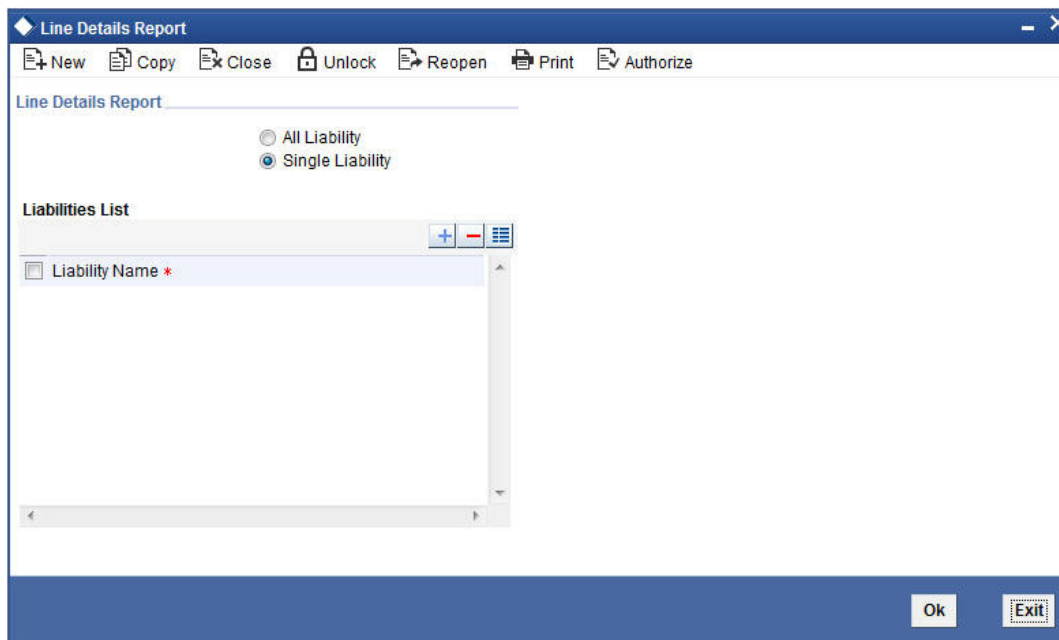 Line Details Report
New Copy Close Unlock Reopen Print Authorize
Line Details Report
All Liability
Single Liability
Liabilities List
Liability Name *
Ok Exit